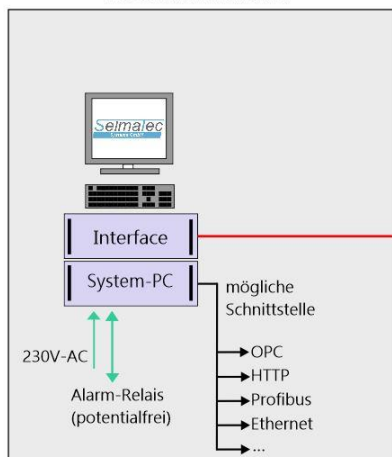 Selmatec
Interface
System-PC
mögliche
Schnittstelle
230V-AC
Alarm-Relais
(potentialfrei)
OPC
HTTP
Profibus
Ethernet
...